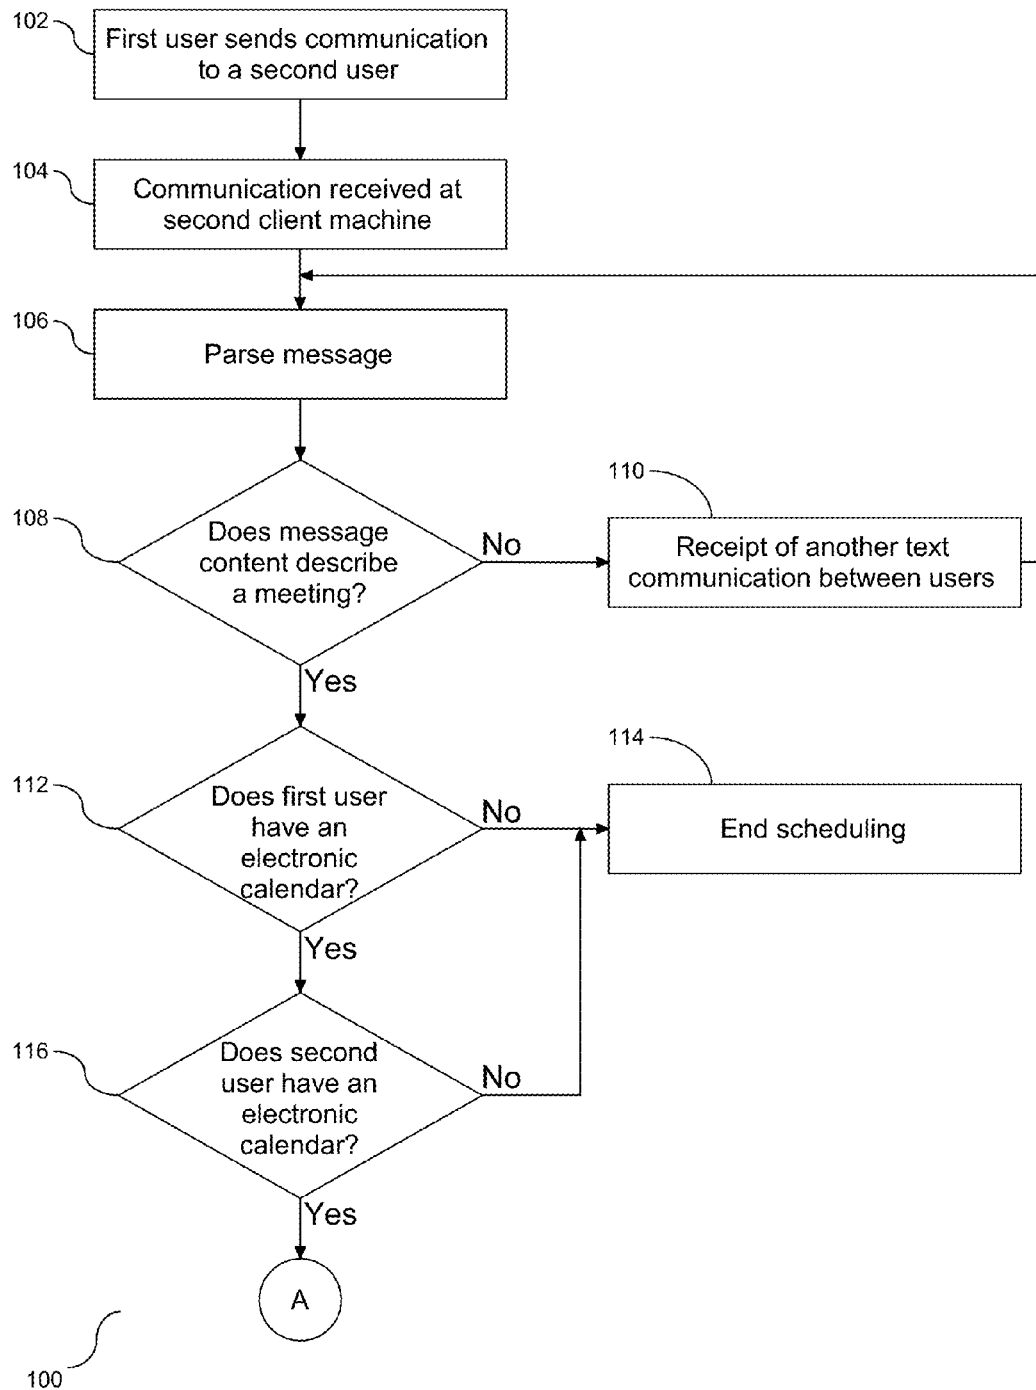 102
First user sends communication
to a second user
104
Communication received at
second client machine
106
Parse message
108
Does message
content describe
a meeting?
No
110
Receipt of another text
communication between users
Yes
112
Does first user
have an
electronic
calendar?
No
114
End scheduling
Yes
116
Does second
user have an
electronic
calendar?
No
Yes
A
100